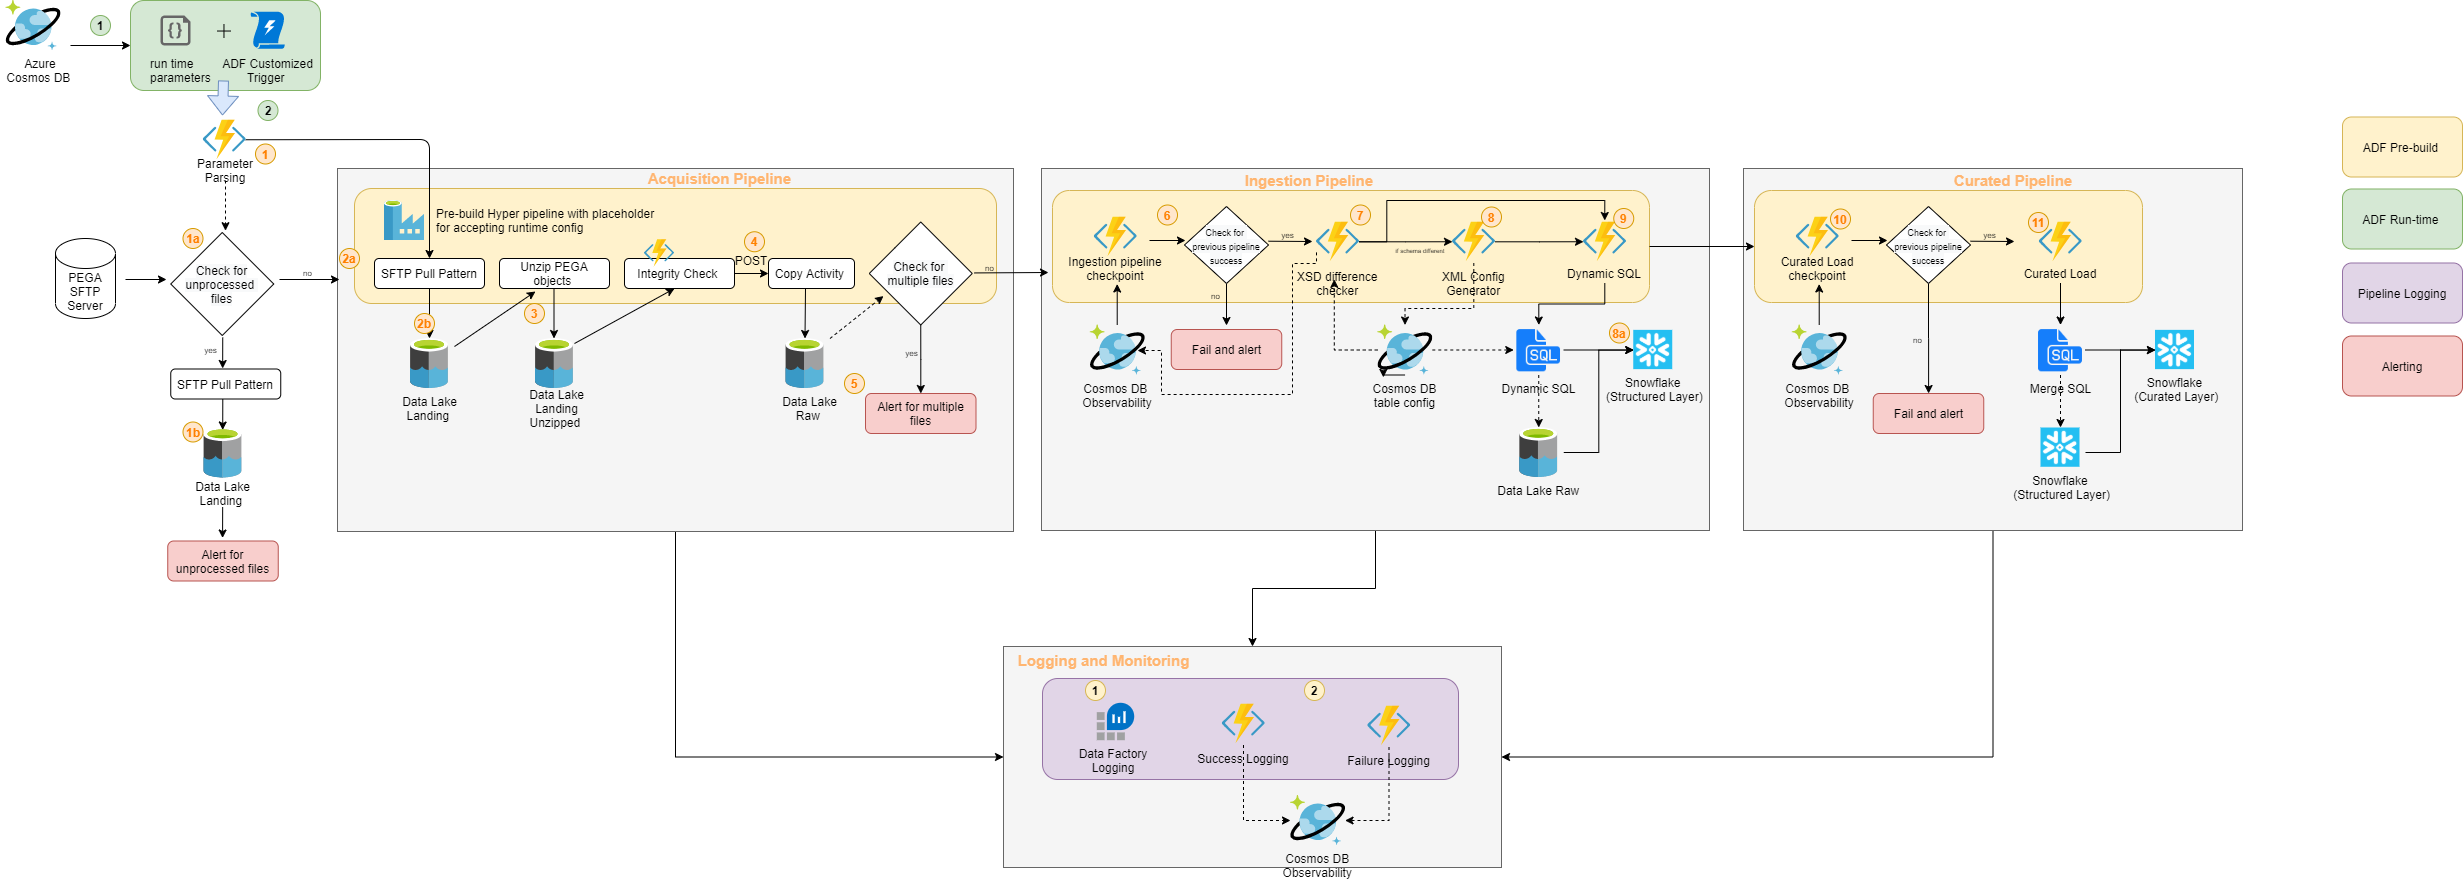 1
Azure
Cosmos DB
+
run time
parameters
ADF Customized
Trigger
2
Parameter
Parsing
1
PEGA
SFTP
Server
1a
Check for
unprocessed
files
no
yes
SFTP Pull Pattern
1b
Data Lake
Landing
Alert for
unprocessed files
Acquisition Pipeline
Pre-build Hyper pipeline with placeholder
for accepting runtime config
2a
SFTP Pull Pattern
2b
Data Lake
Landing
Unzip PEGA
objects
3
Data Lake
Landing
Unzipped
Integrity Check
4
POST
Copy Activity
Data Lake
Raw
Check for
multiple files
no
yes
5
Alert for multiple
files
Ingestion Pipeline
Ingestion pipeline
checkpoint
6
Cosmos DB
Observability
Check for
previous pipeline
success
yes
no
Fail and alert
7
XSD difference
checker
if schema different
8
XML Config
Generator
Cosmos DB
table config
9
Dynamic SQL
SQL
Dynamic SQL
Data Lake Raw
8a
Snowflake
(Structured Layer)
Curated Pipeline
10
Curated Load
checkpoint
Cosmos DB
Observability
Check for
previous pipeline
success
yes
no
Fail and alert
11
Curated Load
SQL
Merge SQL
Snowflake
(Structured Layer)
Snowflake
(Curated Layer)
ADF Pre-build
ADF Run-time
Pipeline Logging
Alerting
Logging and Monitoring
1
Data Factory
Logging
2
Success Logging
Failure Logging
Cosmos DB
Observability